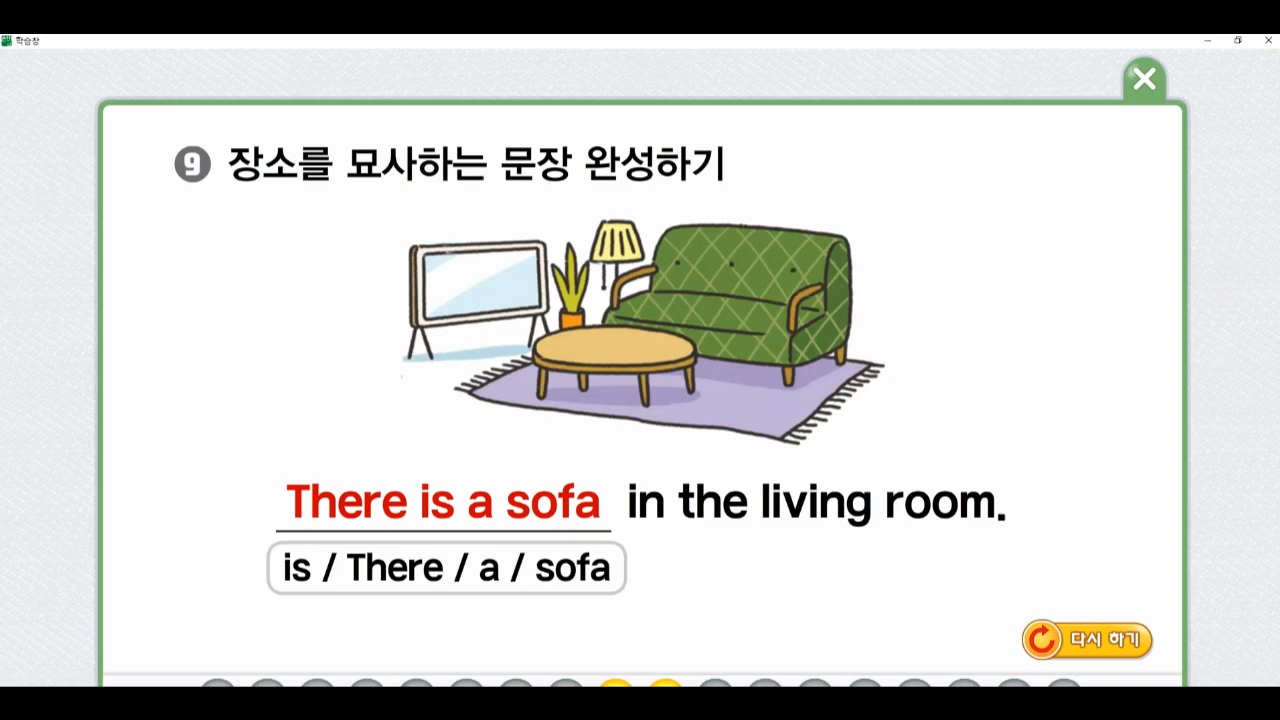 학습창
9 장소를 묘사하는 문장 완성하기
There is a sofa in the living room.
is / There / a / sofa
다시 하기